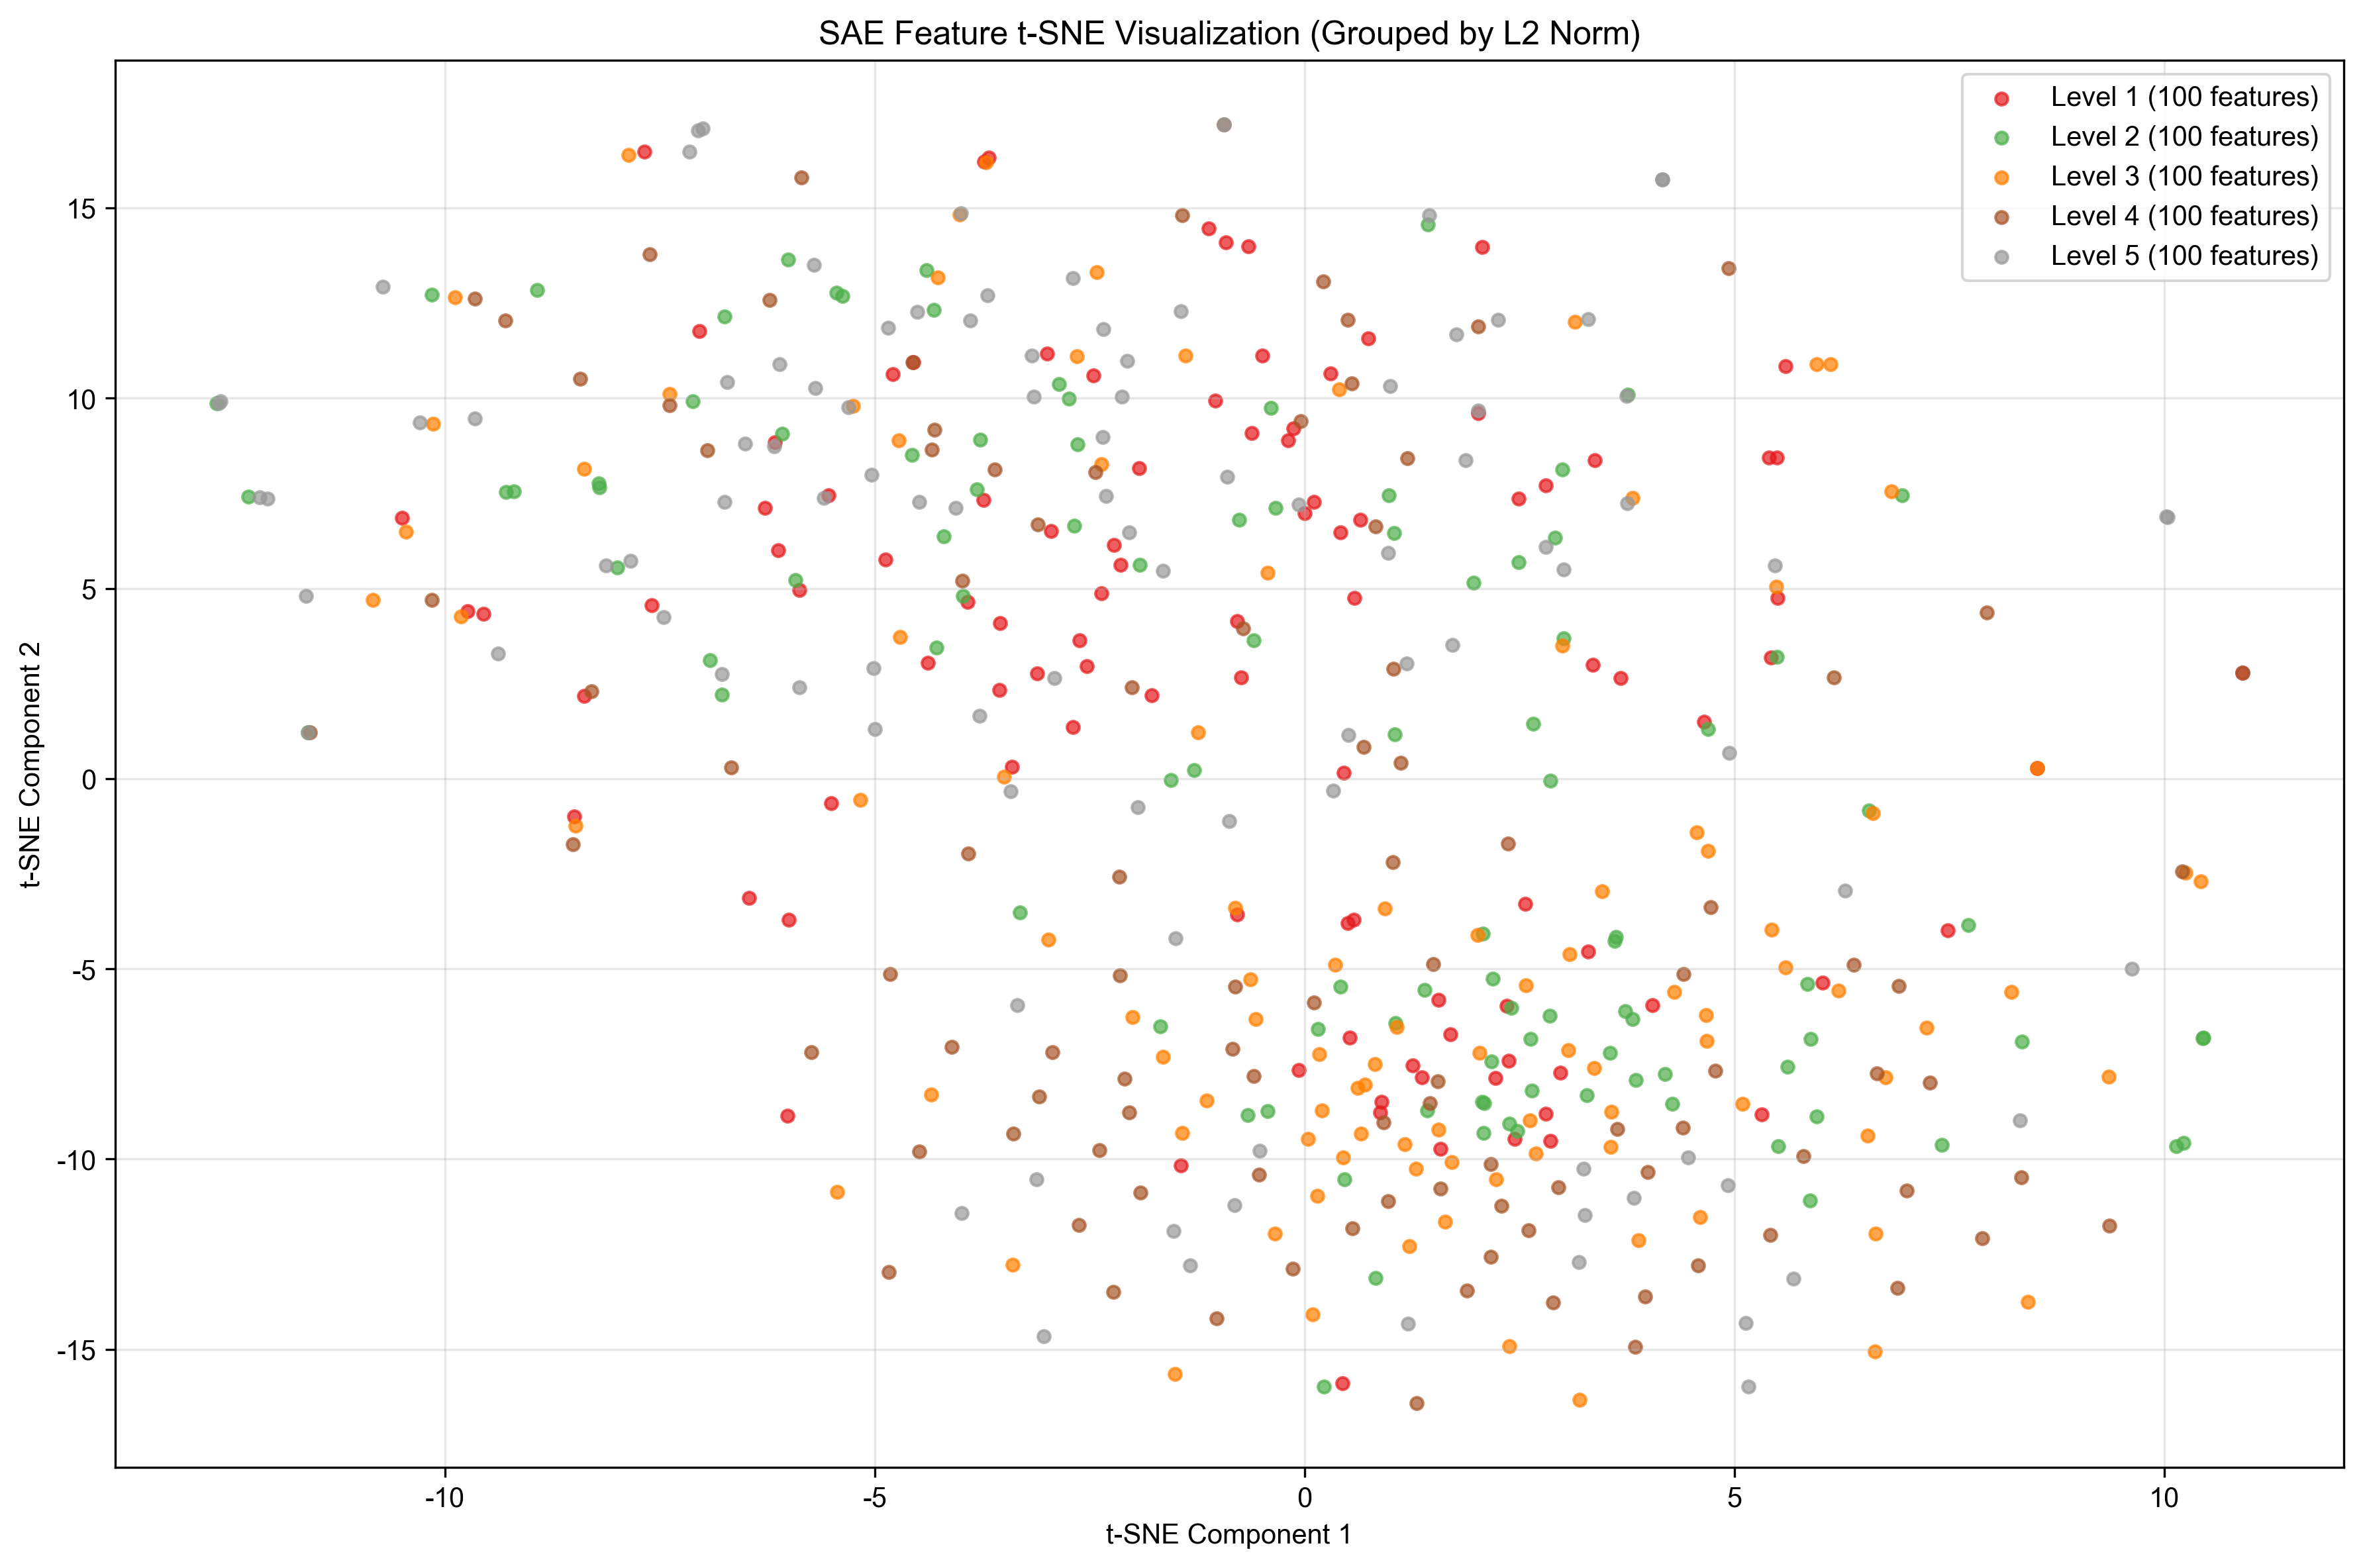 SAE Feature t-SNE Visualization (Grouped by L2 Norm)
Level 1 (100 features)
Level 2 (100 features)
Level 3 (100 features)
Level 4 (100 features)
Level 5 (100 features)
t-SNE Component 2
15
10
5
0
-5
-10
-15
-10
-5
0
5
10
t-SNE Component 1